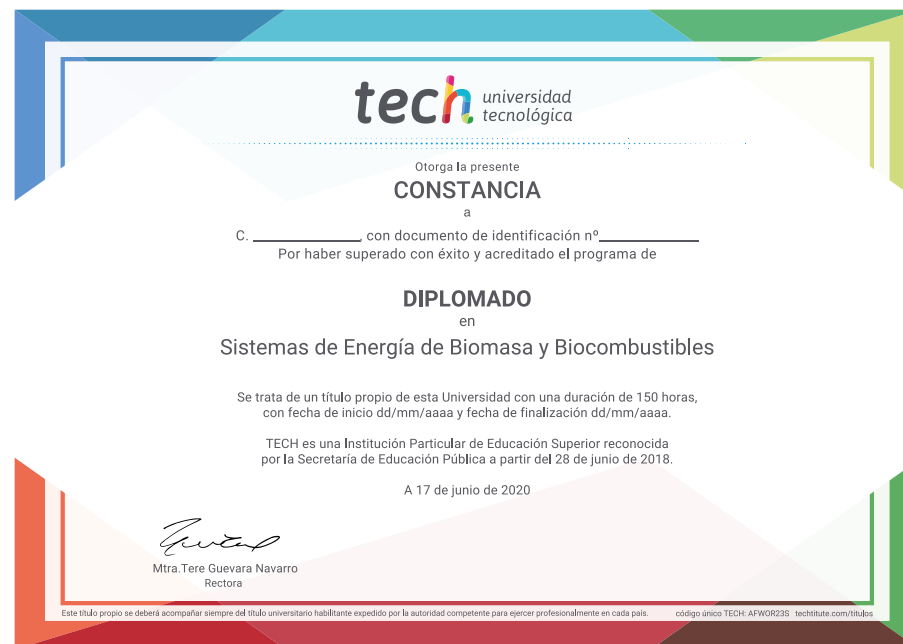 tech universidad
tecnológica
Otorga la presente
CONSTANCIA
a
C. ____________, con documento de identificación nº___________
Por haber superado con éxito y acreditado el programa de
DIPLOMADO
en
Sistemas de Energía de Biomasa y Biocombustibles
Se trata de un título propio de esta Universidad con una duración de 150 horas,
con fecha de inicio dd/mm/aaaa y fecha de finalización dd/mm/aaaa.
TECH es una Institución Particular de Educación Superior reconocida
por la Secretaría de Educación Pública a partir del 28 de junio de 2018.
A 17 de junio de 2020
Mtra.Tere Guevara Navarro
Rectora
Este título propio se deberá acompañar siempre del título universitario habilitante expedido por la autoridad competente para ejercer profesionalmente en cada país. código único TECH: AFWOR23S techtitute.com/titulos